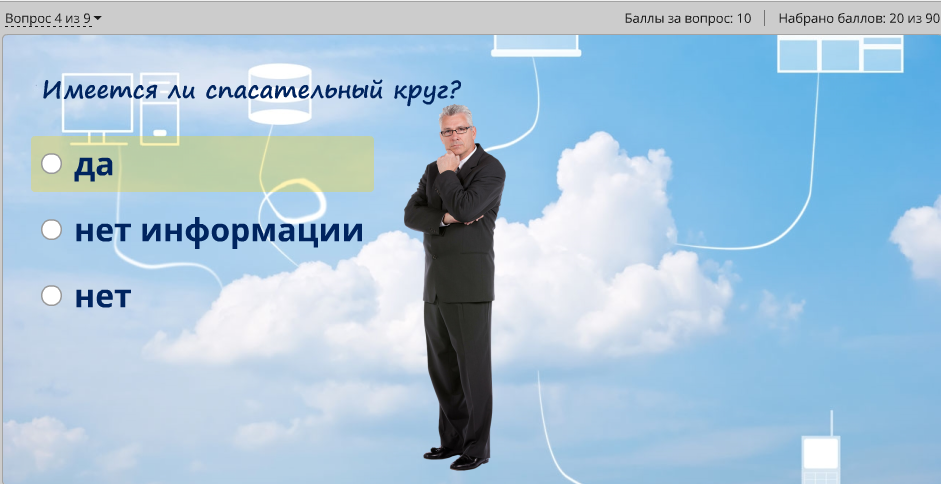 Вопрос 4 из 9 Баллы за вопрос: 10 Набрано баллов: 20 из 90
Имеется ли спасательный круг?
да
нет информации
нет